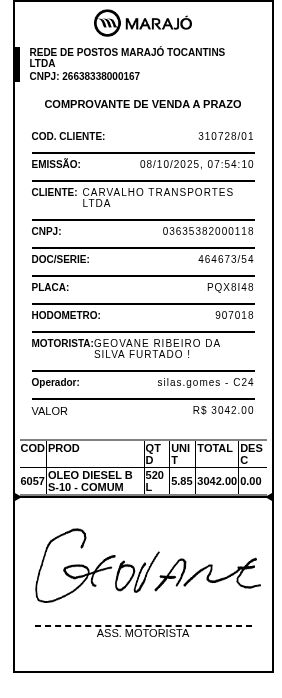 MARAJÓ
REDE DE POSTOS MARAJÓ TOCANTINS
LTDA
CNPJ: 26638338000167
COMPROVANTE DE VENDA A PRAZO
COD. CLIENTE: 310728/01
EMISSÃO: 08/10/2025, 07:54:10
CLIENTE: CARVALHO TRANSPORTES
LTDA
CNPJ: 03635382000118
DOC/SERIE: 464673/54
PLACA: PQX8I48
HODOMETRO: 907018
MOTORISTA:GEOVANE RIBEIRO DA
SILVA FURTADO !
Operador: silas.gomes - C24
VALOR R$ 3042.00
COD PROD QT UNI TOTAL DES
D T C
OLEO DIESEL B 520
6057 S-10 - COMUM L 5.85 3042.00 0.00
GEOVANE
ASS. MOTORISTA